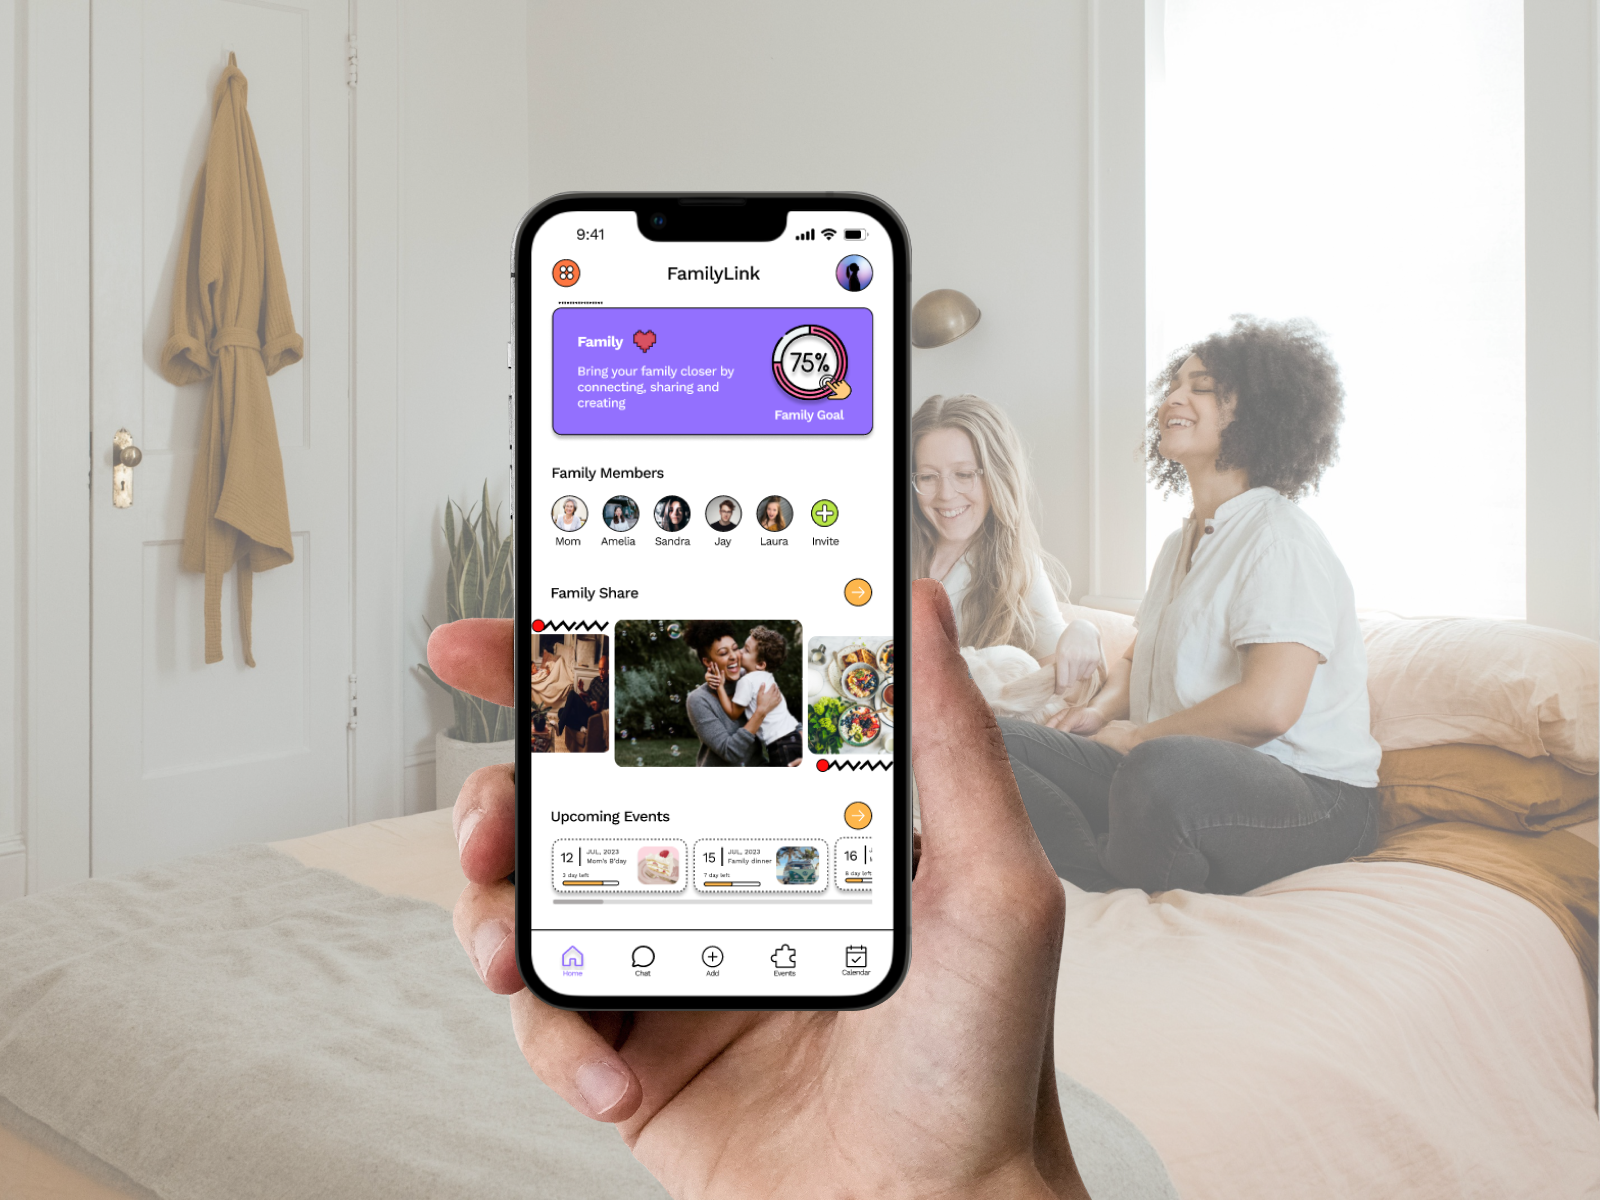 9:41
FamilyLink
Family
Bring your family closer by
connecting, sharing and
creating
75%
Family Goal
Family Members
Mom Amelia Sandra Jay Laura Invite
Family Share
Upcoming Events
12 JUL, 2023 Mom's B'day
3 day left
15 JUL, 2023 Family dinner
7 day left
16
8 day left
Home Chat Add Events Calendar